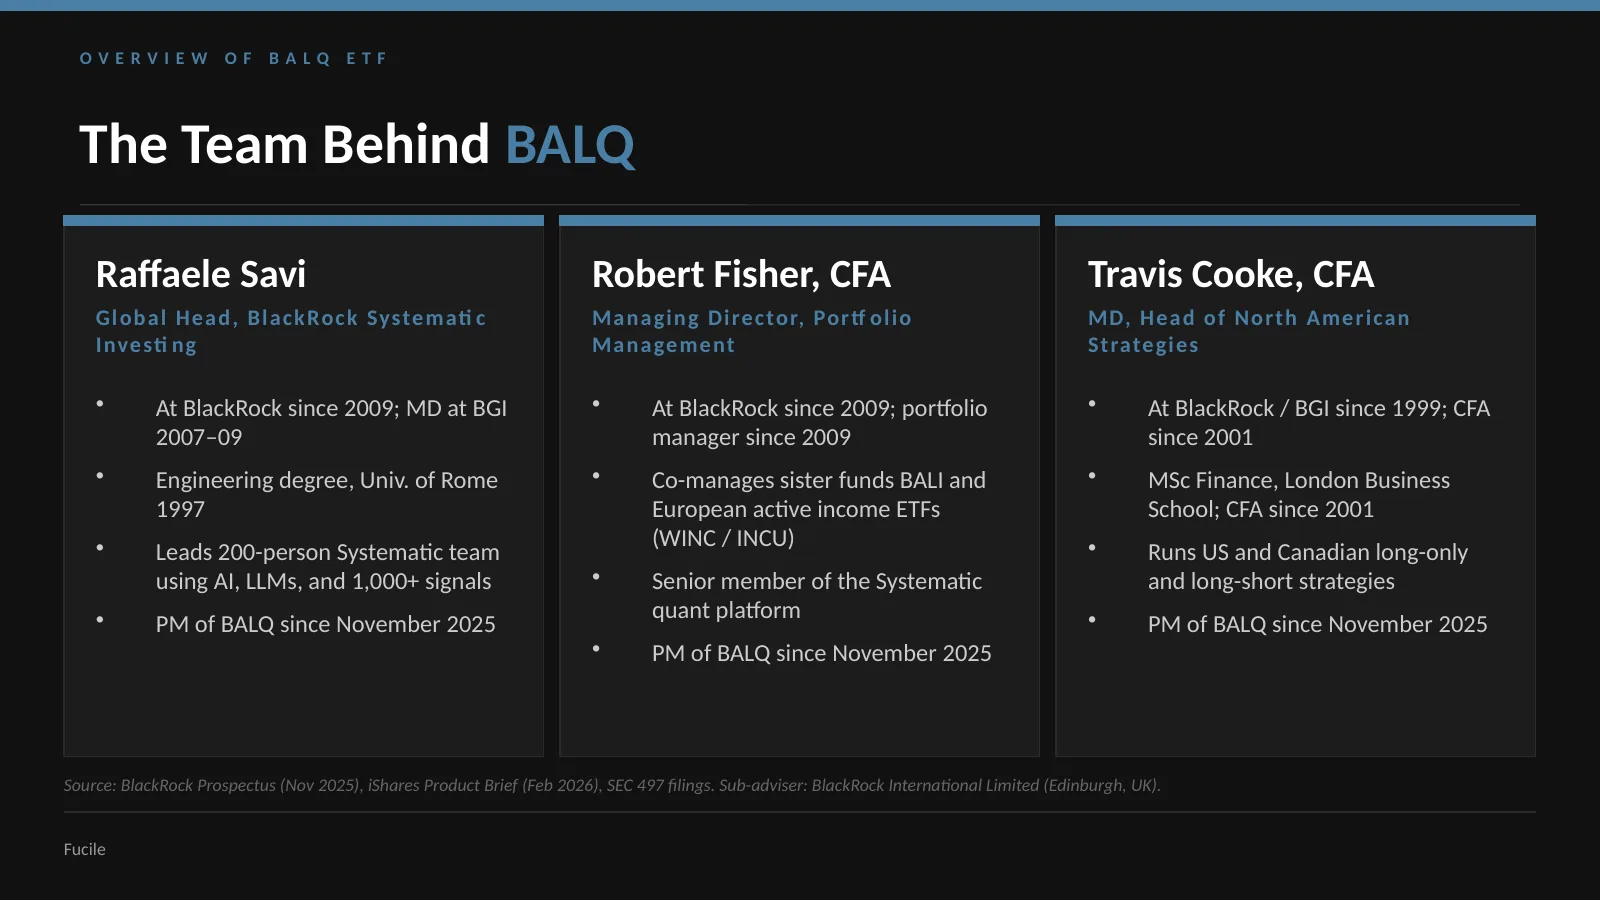 OVERVIEW OF BALQ ETF
The Team Behind BALQ
Raffaele Savi
Global Head, BlackRock Systematic
Investing
• At BlackRock since 2009; MD at BGI
2007–09
• Engineering degree, Univ. of Rome
1997
• Leads 200-person Systematic team
using AI, LLMs, and 1,000+ signals
• PM of BALQ since November 2025
Robert Fisher, CFA
Managing Director, Portfolio
Management
• At BlackRock since 2009; portfolio
manager since 2009
• Co-manages sister funds BALI and
European active income ETFs
(WINC / INCU)
• Senior member of the Systematic
quant platform
• PM of BALQ since November 2025
Travis Cooke, CFA
MD, Head of North American
Strategies
• At BlackRock / BGI since 1999; CFA
since 2001
• MSc Finance, London Business
School; CFA since 2001
• Runs US and Canadian long-only
and long-short strategies
• PM of BALQ since November 2025
Source: BlackRock Prospectus (Nov 2025), iShares Product Brief (Feb 2026), SEC 497 filings. Sub-adviser: BlackRock International Limited (Edinburgh, UK).
Fucile